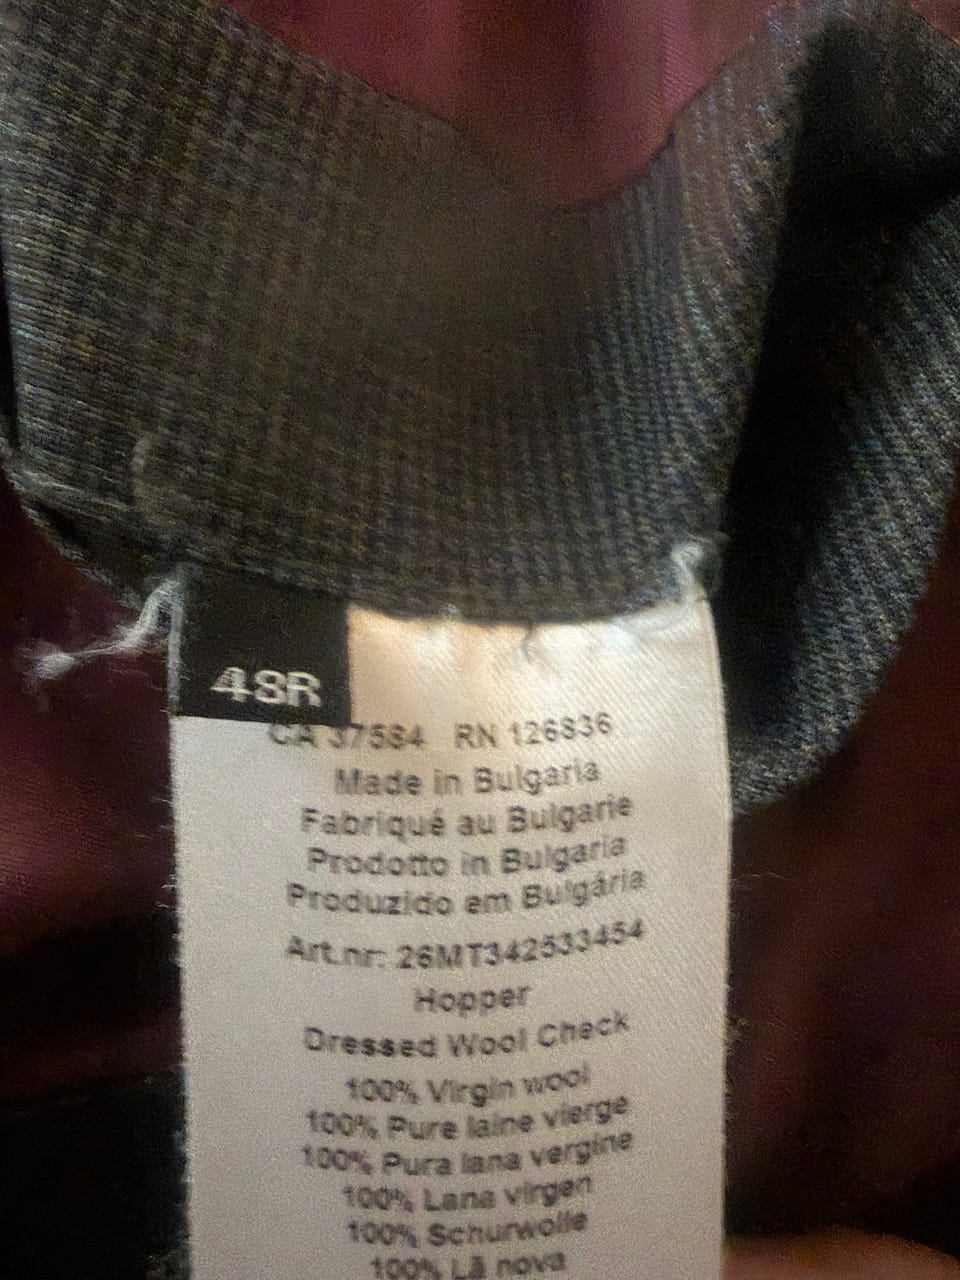 48R
CA 37584 RN 126836
Made in Bulgaria
Fabriqué au Bulgarie
Prodotto in Bulgaria
Produzido em Bulgária
Art.nr: 26MT342533454
Hopper
Dressed Wool Check
100% Virgin wool
100% Pure laine vierge
100% Pura lana vergine
100% Lana virgen
100% Schurwolle
100% Lã nova